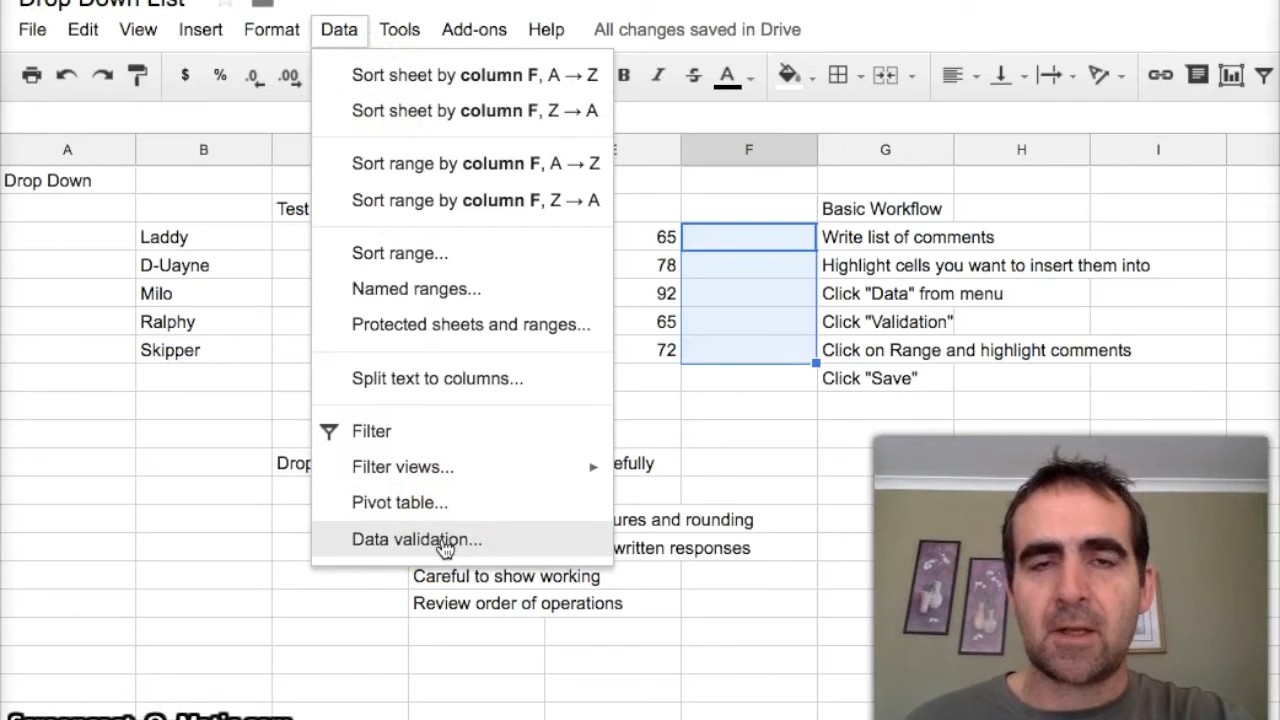 Drop Down List
File Edit View Insert Format Data Tools Add-ons Help All changes saved in Drive
$ % .0 .00 B I S A
Sort sheet by column F, A → Z
Sort sheet by column F, Z → A
Sort range by column F, A → Z
Sort range by column F, Z → A
Sort range...
Named ranges...
Protected sheets and ranges...
Split text to columns...
Filter
Filter views...
Pivot table...
Data validation...
A B E F G H I
Drop Down
Test Basic Workflow
Laddy 65 Write list of comments
D-Uayne 78 Highlight cells you want to insert them into
Milo 92 Click "Data" from menu
Ralphy 65 Click "Validation"
Skipper 72 Click on Range and highlight comments
Click "Save"
Drop efully
ures and rounding
written responses
Careful to show working
Review order of operations